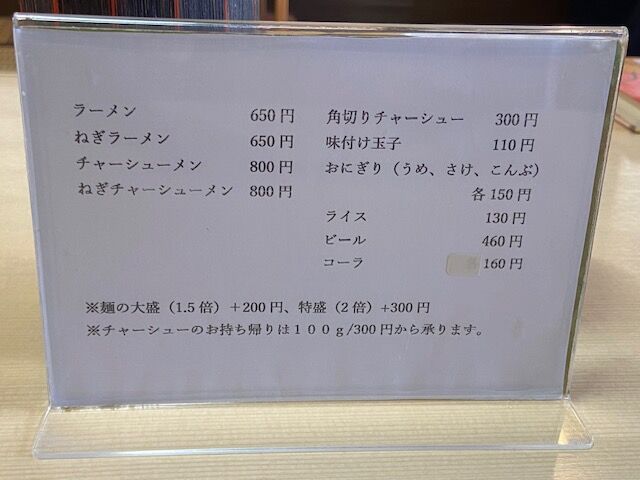 ラーメン 650円
ねぎラーメン 650円
チャーシューメン 800円
ねぎチャーシューメン 800円
角切りチャーシュー 300円
味付け玉子 110円
おにぎり（うめ、さけ、こんぶ）
各150円
ライス 130円
ビール 460円
コーラ 160円
※麺の大盛（1.5倍）＋200円、特盛（2倍）+300円
※チャーシューのお持ち帰りは１００ｇ/300円から承ります。